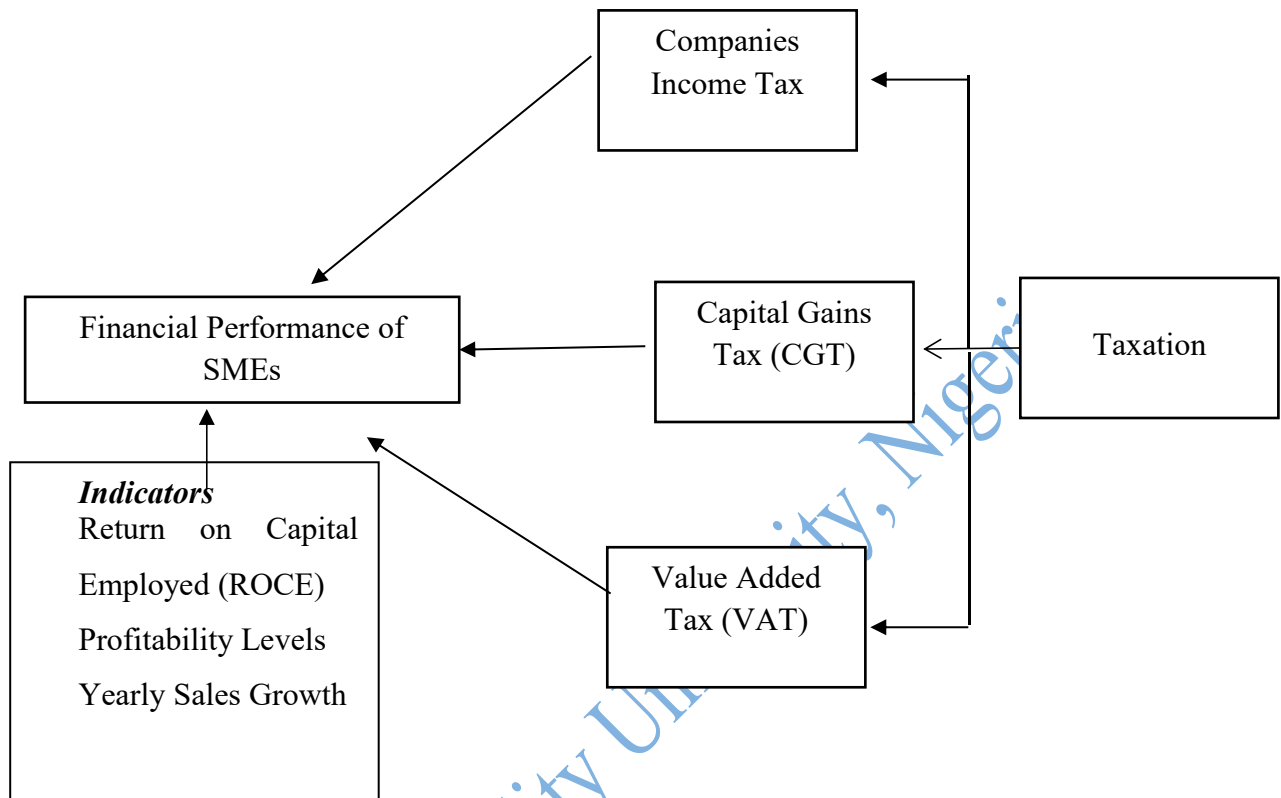 Companies
Income Tax
Financial Performance of
SMEs
Capital Gains
Tax (CGT)
Taxation
Indicators
Return on Capital
Employed (ROCE)
Profitability Levels
Yearly Sales Growth
Value Added
Tax (VAT)